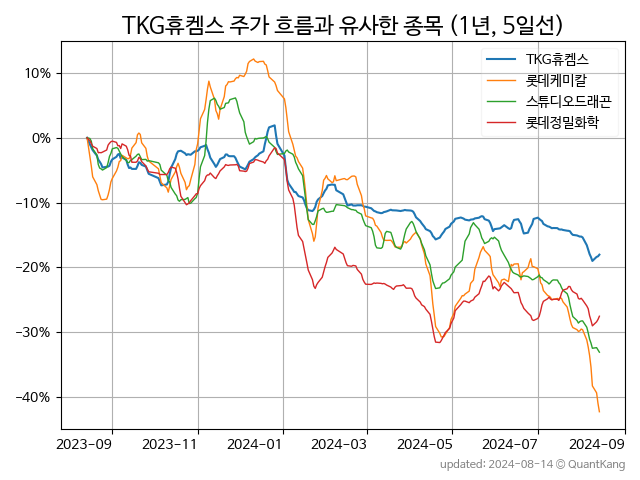 TKG휴켐스 주가 흐름과 유사한 종목 (1년, 5일선)
TKG휴켐스
롯데케미칼
스튜디오드래곤
롯데정밀화학
10%
0%
−10%
−20%
−30%
−40%
2023-09 2023-11 2024-01 2024-03 2024-05 2024-07 2024-09
updated: 2024-08-14 © QuantKang